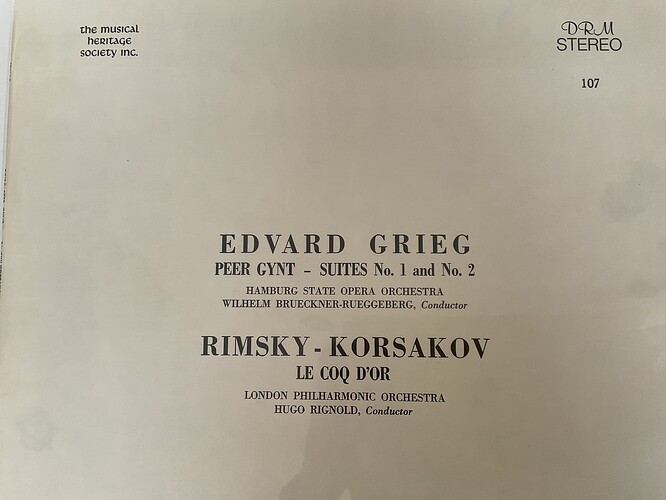 the musical
heritage
society inc.
DRM
STEREO
107
EDVARD GRIEG
PEER GYNT – SUITES No. 1 and No. 2
HAMBURG STATE OPERA ORCHESTRA
WILHELM BRUECKNER-RUEGGEBERG, Conductor
RIMSKY-KORSAKOV
LE COQ D'OR
LONDON PHILHARMONIC ORCHESTRA
HUGO RIGNOLD, Conductor